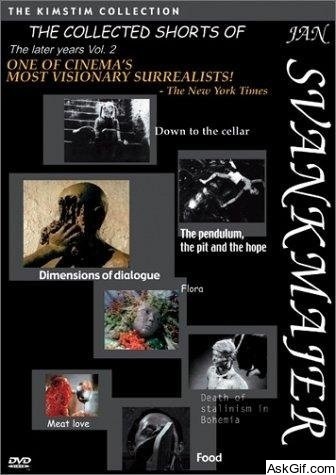 THE KIMSTIM COLLECTION
THE COLLECTED SHORTS OF
JAN
SVANKMAJER
The later years Vol. 2
ONE OF CINEMA'S
MOST VISIONARY SURREALISTS!
- The New York Times
Down to the cellar
The pendulum,
the pit and the hope
Dimensions of dialogue
Flora
Death of
stalinism in
Bohemia
Meat love
Food
DVD
AskGif.com